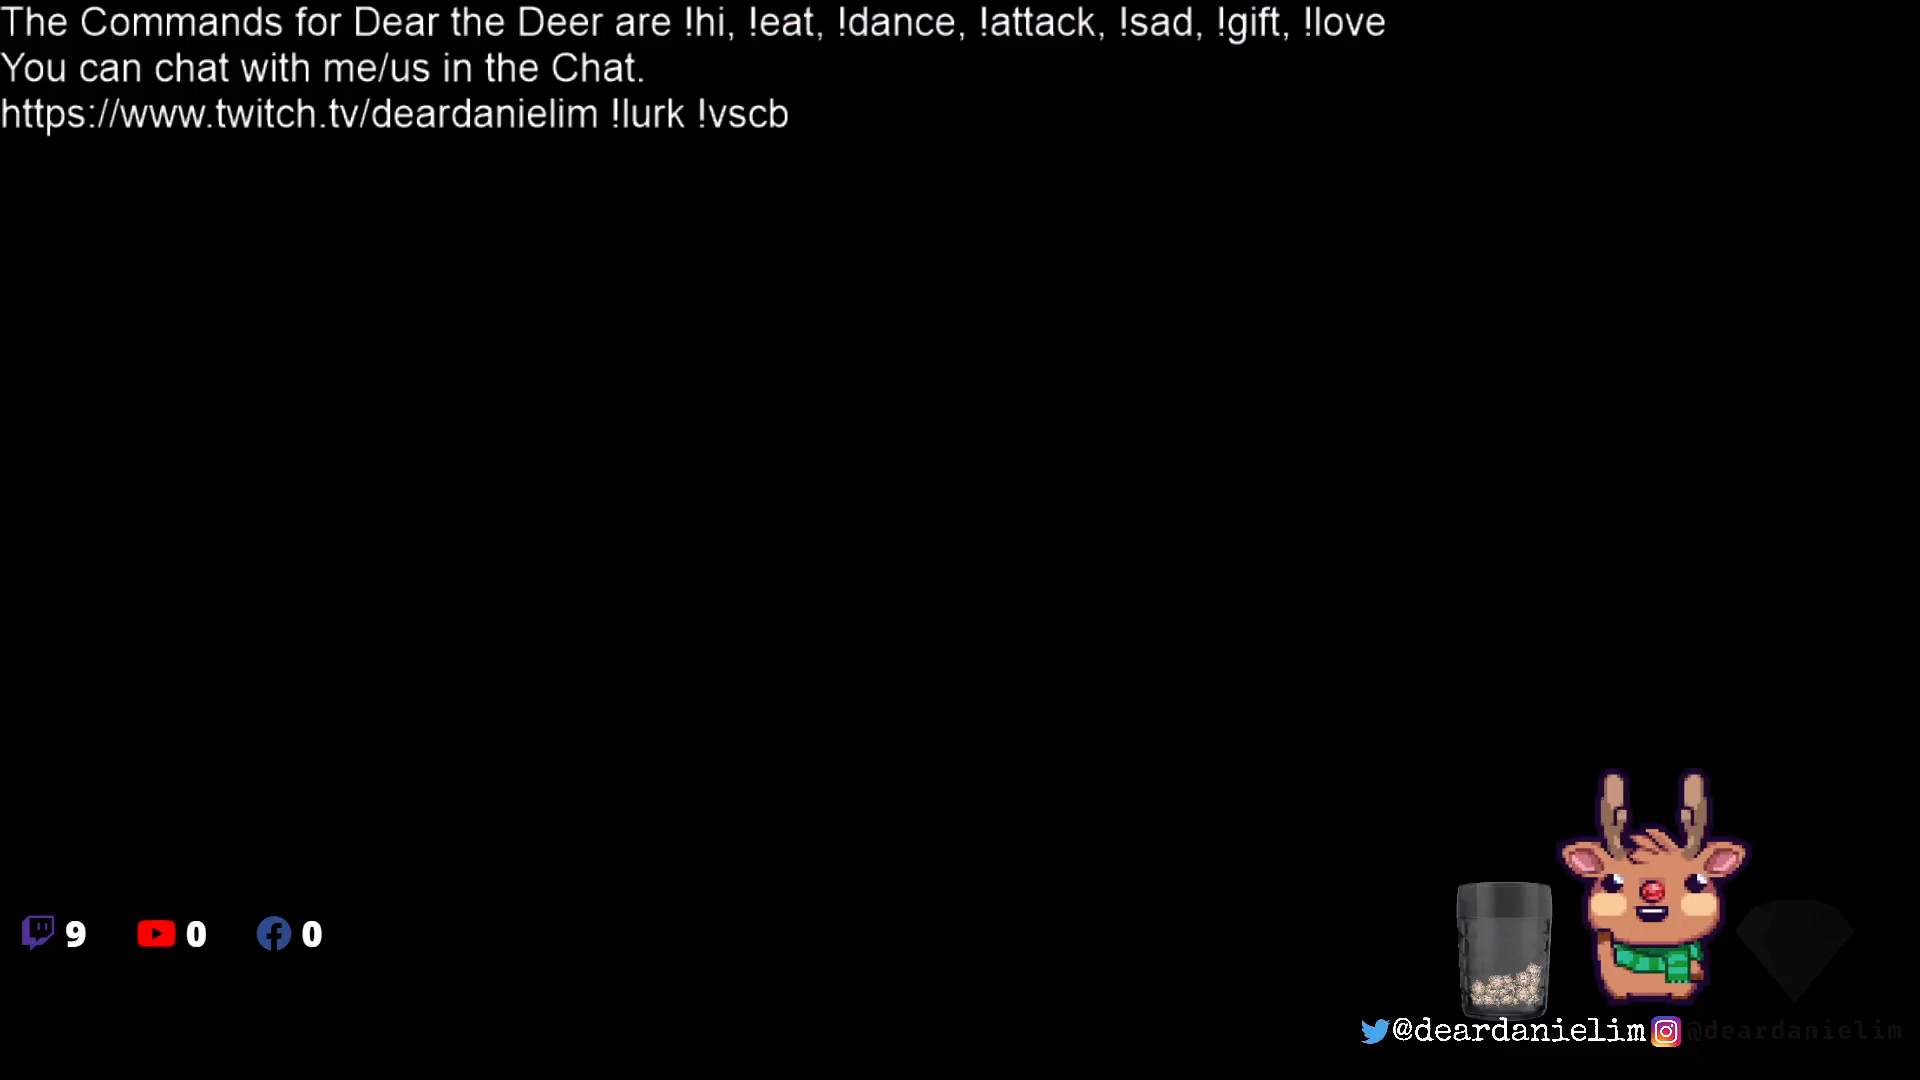 The Commands for Dear the Deer are !hi, !eat, !dance, !attack, !sad, !gift, !love
You can chat with me/us in the Chat.
https://www.twitch.tv/deardanielim !lurk !vscb
9 0 0
@deardanielim @deardanielim